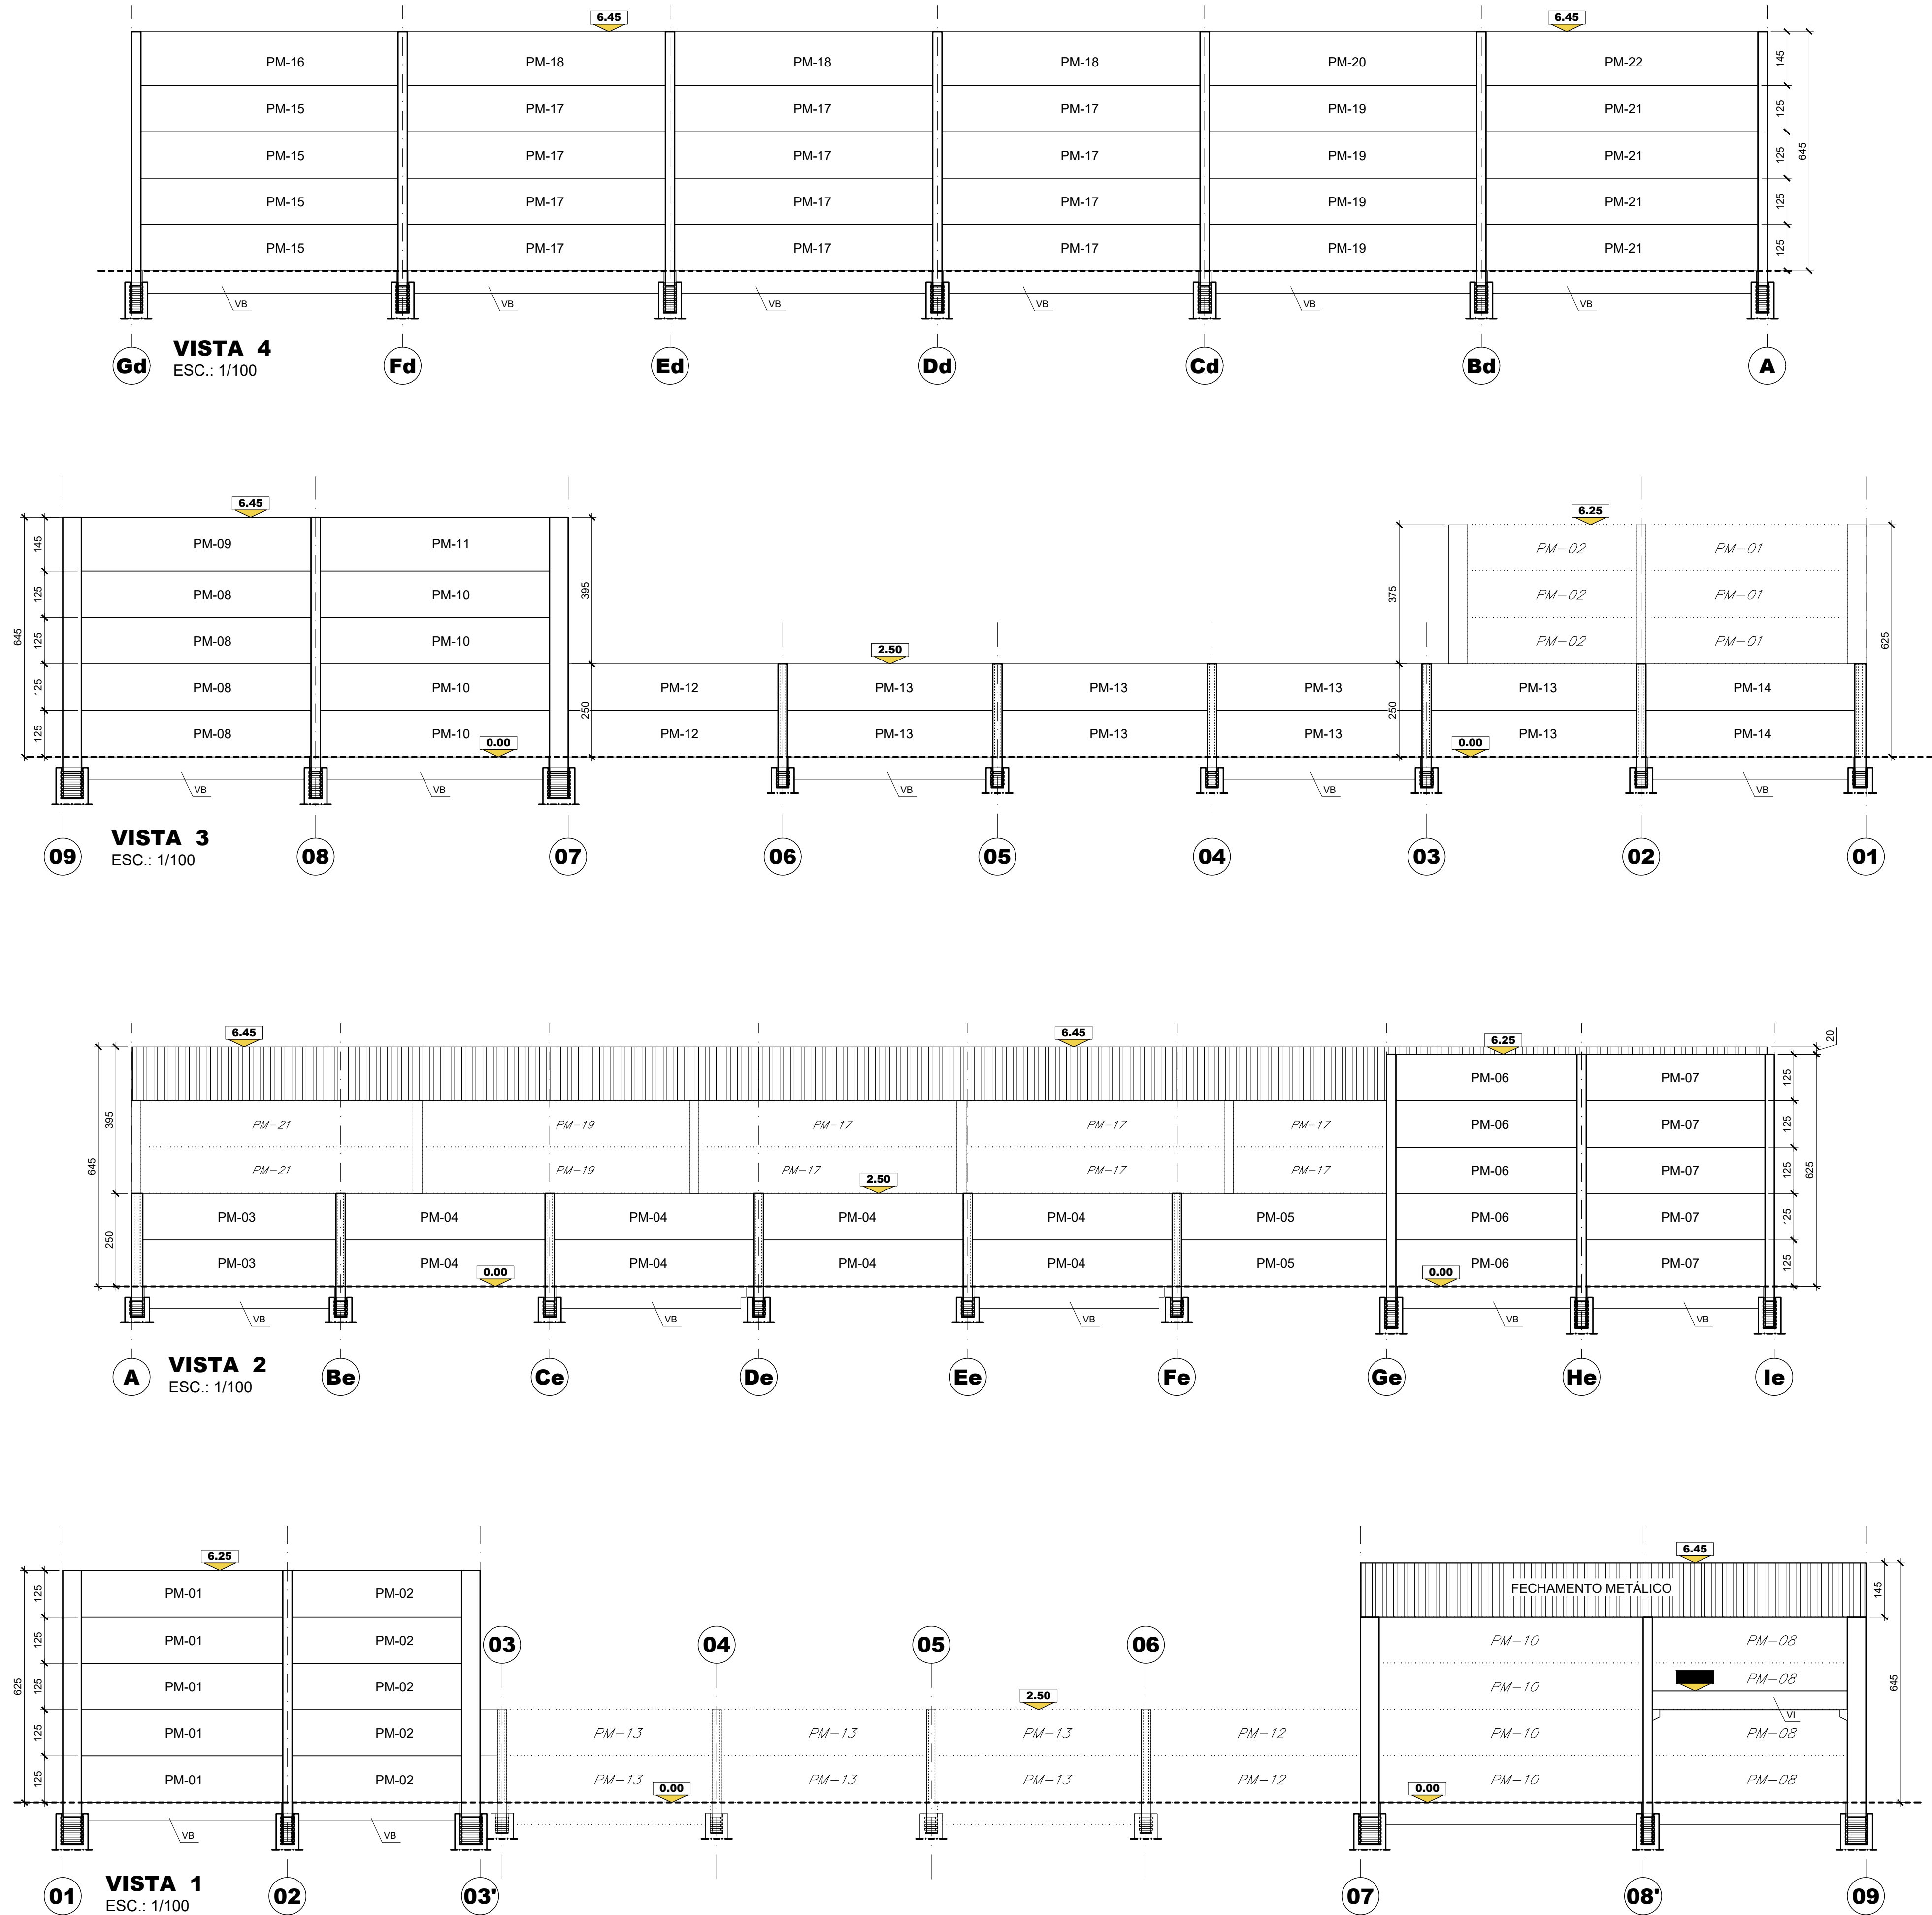 6.45 6.45
PM-16 PM-18 PM-18 PM-18 PM-20 PM-22 145
PM-15 PM-17 PM-17 PM-17 PM-19 PM-21 125
PM-15 PM-17 PM-17 PM-17 PM-19 PM-21 125 645
PM-15 PM-17 PM-17 PM-17 PM-19 PM-21 125
PM-15 PM-17 PM-17 PM-17 PM-19 PM-21 125
VB VB VB VB VB VB
VISTA 4
ESC.: 1/100
Gd Fd Ed Dd Cd Bd A
6.45 6.25
145 PM-09 PM-11 PM-02 PM-01
125 PM-08 PM-10 395 375 PM-02 PM-01
645 125 PM-08 PM-10 2.50 PM-02 PM-01 625
125 PM-08 PM-10 PM-12 PM-13 PM-13 PM-13 PM-13 PM-14
250 250
125 PM-08 PM-10 0.00 PM-12 PM-13 PM-13 PM-13 0.00 PM-13 PM-14
VB VB VB VB VB
VISTA 3
ESC.: 1/100
09 08 07 06 05 04 03 02 01
6.45 6.45 6.25 20
PM-06 PM-07 125
395 PM-21 PM-19 PM-17 PM-17 PM-17 PM-06 PM-07 125
645 PM-21 PM-19 PM-17 2.50 PM-17 PM-17 PM-06 PM-07 125 625
PM-03 PM-04 PM-04 PM-04 PM-04 PM-05 PM-06 PM-07 125
250
PM-03 PM-04 0.00 PM-04 PM-04 PM-04 PM-05 0.00 PM-06 PM-07 125
VB VB VB VB VB
VISTA 2
ESC.: 1/100
A Be Ce De Ee Fe Ge He Ie
6.25 6.45
125 PM-01 PM-02 FECHAMENTO METÁLICO 145
125 PM-01 PM-02 03 04 05 06 PM-10 PM-08
625 125 PM-01 PM-02 2.50 PM-10 PM-08 645
VI
125 PM-01 PM-02 PM-13 PM-13 PM-13 PM-12 PM-10 PM-08
125 PM-01 PM-02 PM-13 0.00 PM-13 PM-13 PM-12 0.00 PM-10 PM-08
VB VB
VISTA 1
ESC.: 1/100
01 02 03' 07 08' 09